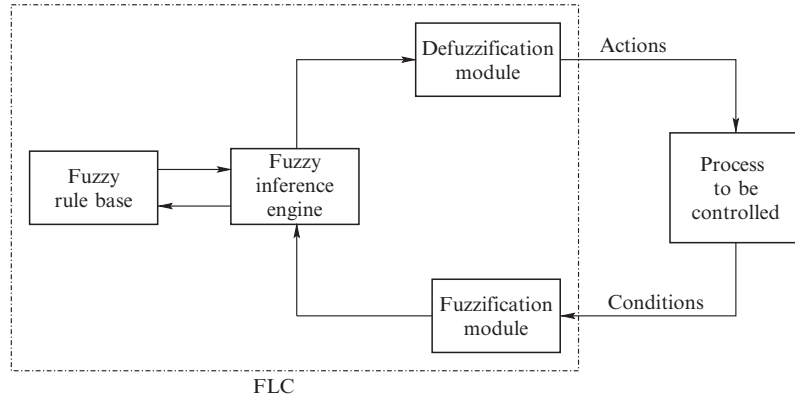 Defuzzification
module
Actions
Fuzzy
rule base
Fuzzy
inference
engine
Process
to be
controlled
Fuzzification
module
Conditions
FLC